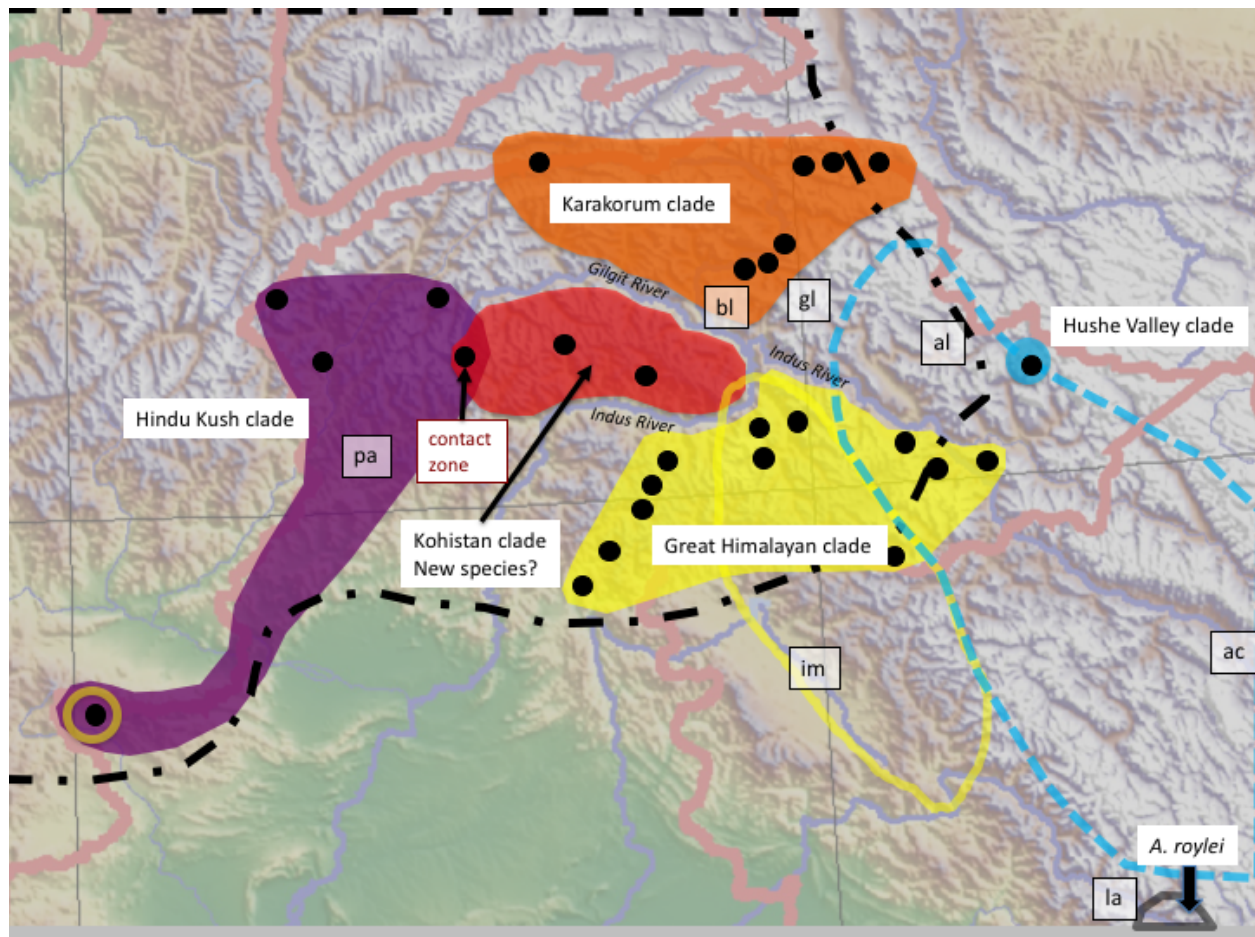 Karakorum clade
Gilgit River
bl
gl
Hushe Valley clade
al
Indus River
Hindu Kush clade
Indus River
contact
zone
pa
Kohistan clade
New species?
Great Himalayan clade
im
ac
A. roylei
la